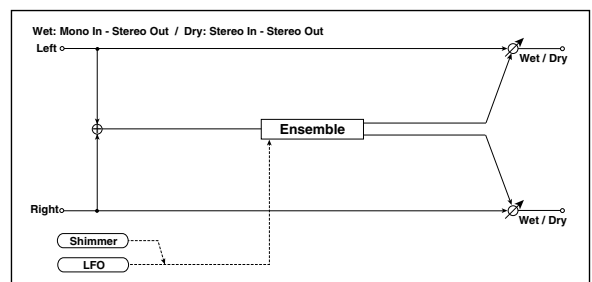 Wet: Mono In - Stereo Out / Dry: Stereo In - Stereo Out
Left
Wet / Dry
Ensemble
Right
Wet / Dry
Shimmer
LFO